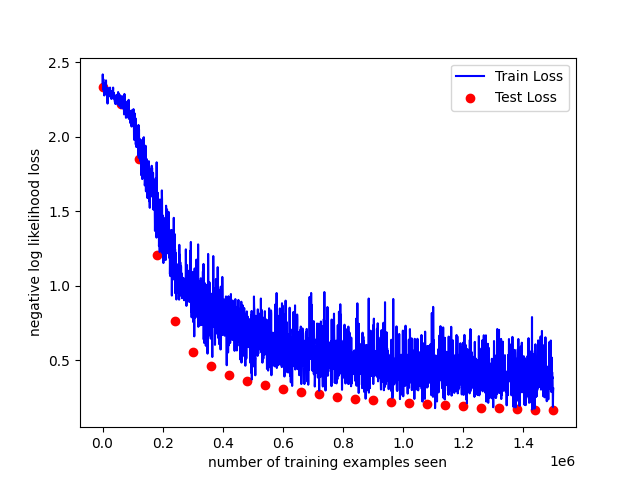 2.5
2.0
1.5
1.0
0.5
negative log likelihood loss
Train Loss
Test Loss
0.0 0.2 0.4 0.6 0.8 1.0 1.2 1.4
1e6
number of training examples seen